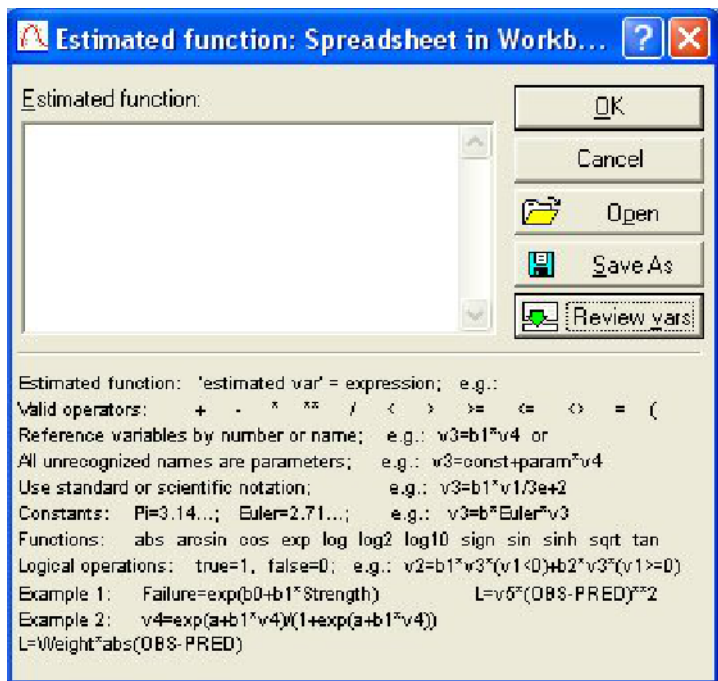 Estimated function: Spreadsheet in Workb...
Estimated function:
OK
Cancel
Open
Save As
Review vars
Estimated function: 'estimated var' = expression; e.g.:
Valid operators: + - * ** / < > >= <= <> = (
Reference variables by number or name; e.g.: v3=b1*v4 or
All unrecognized names are parameters; e.g.: v3=const+param*v4
Use standard or scientific notation; e.g.: v3=b1*v1/3e+2
Constants: Pi=3.14...; Euler=2.71...; e.g.: v3=b*Euler*v3
Functions: abs arcsin cos exp log log2 log10 sign sin sinh sqrt tan
Logical operations: true=1, false=0; e.g.: v2=b1*v3*(v1<0)+b2*v3*(v1>=0)
Example 1: Failure=exp(b0+b1*Strength) L=v5*(OBS-PRED)**2
Example 2: v4=exp(a+b1*v4)/(1+exp(a+b1*v4))
L=Weight*abs(OBS-PRED)